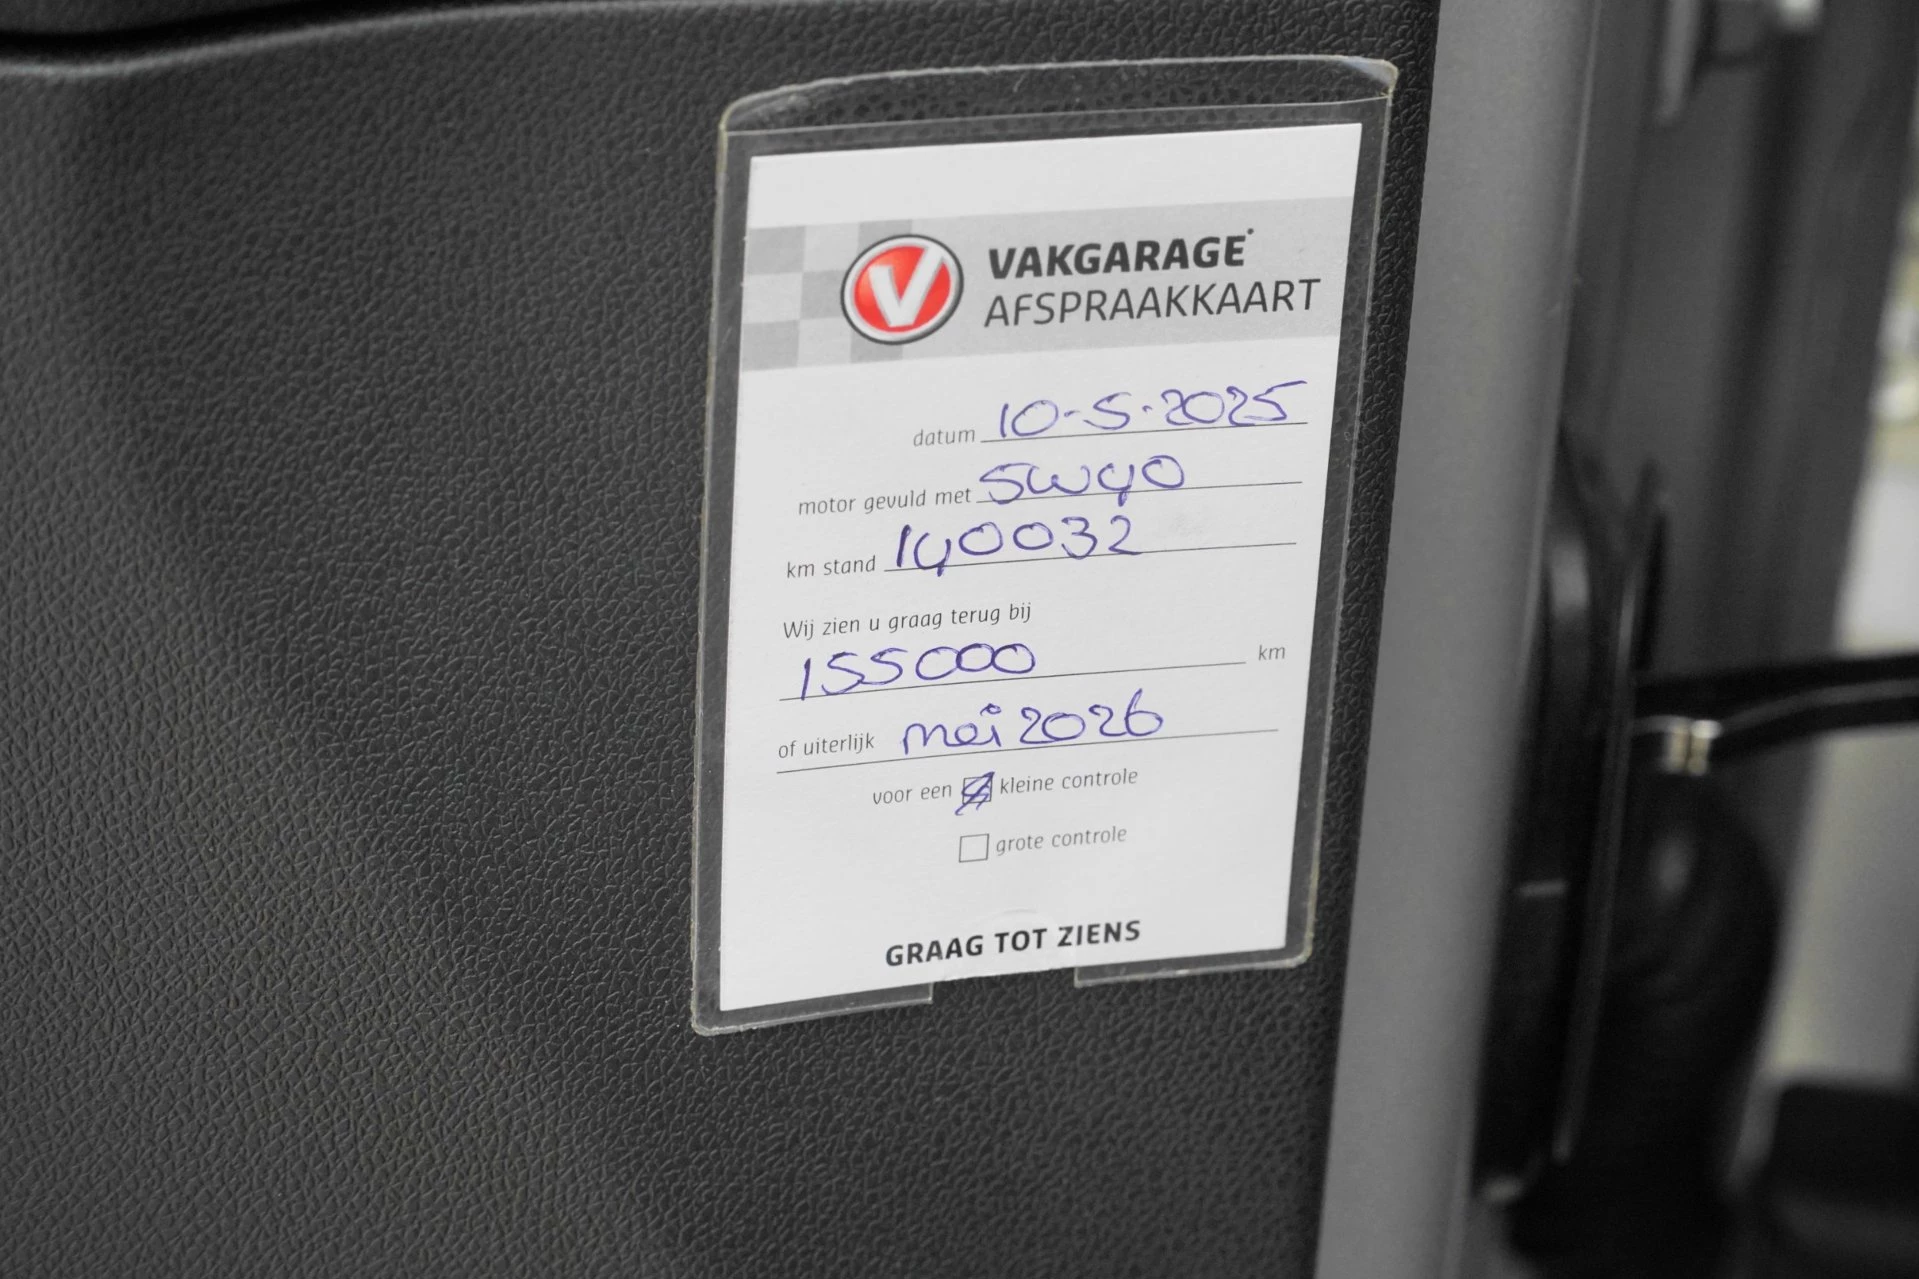 V VAKGARAGE
AFSPRAAKKAART
datum 10-5-2025
motor gevuld met 5W40
km stand 140032
Wij zien u graag terug bij
155000 km
of uiterlijk mei 2026
voor een kleine controle
grote controle
GRAAG TOT ZIENS